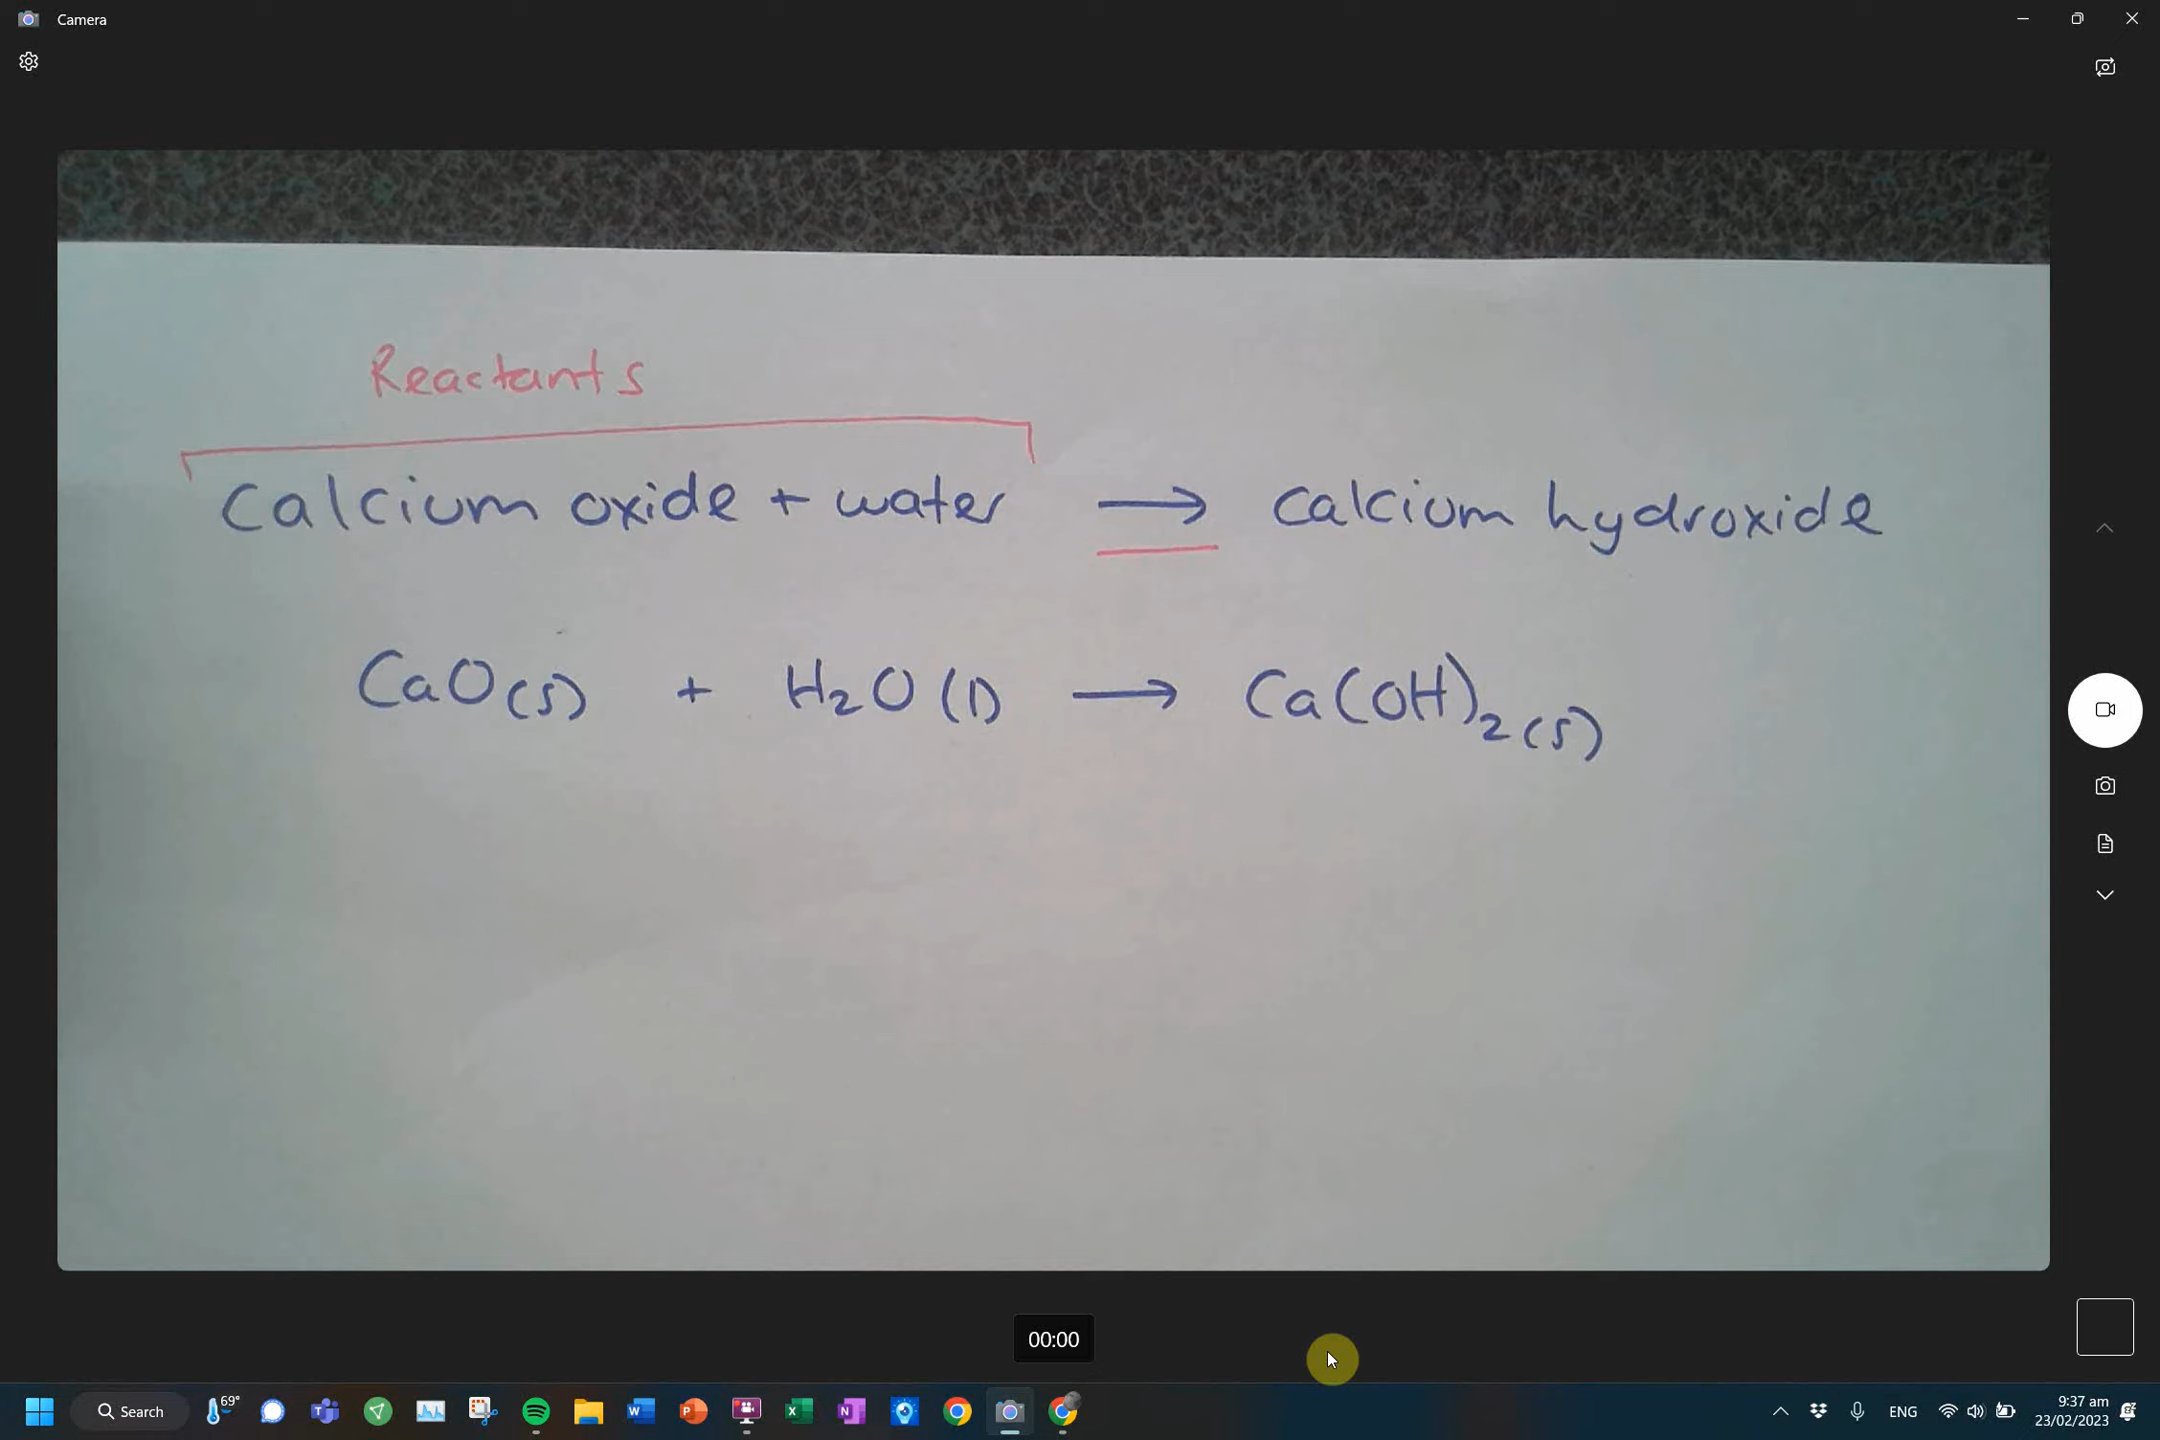 Camera
Reactants
Calcium oxide + water → calcium hydroxide
CaO(s) + H₂O(l) → Ca(OH)₂(s)
00:00
Search
69°
ENG
9:37 am
23/02/2023